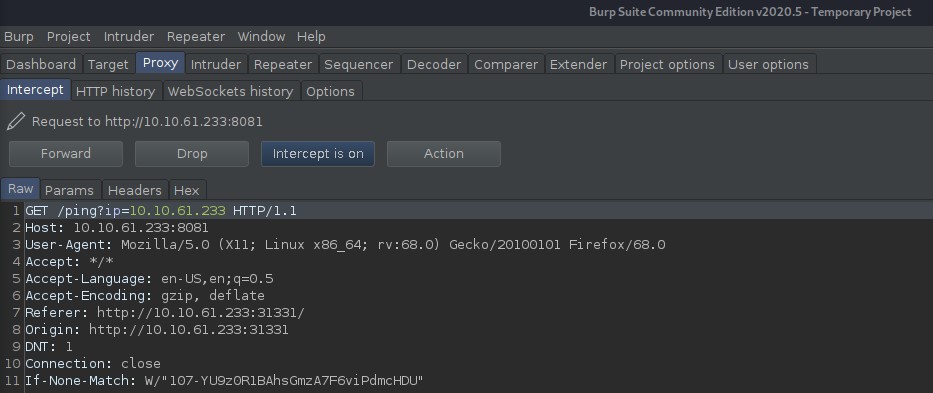 Burp Suite Community Edition v2020.5 - Temporary Project
Burp Project Intruder Repeater Window Help
Dashboard Target Proxy Intruder Repeater Sequencer Decoder Comparer Extender Project options User options
Intercept HTTP history WebSockets history Options
Request to http://10.10.61.233:8081
Forward Drop Intercept is on Action
Raw Params Headers Hex
1 GET /ping?ip=10.10.61.233 HTTP/1.1
2 Host: 10.10.61.233:8081
3 User-Agent: Mozilla/5.0 (X11; Linux x86_64; rv:68.0) Gecko/20100101 Firefox/68.0
4 Accept: */*
5 Accept-Language: en-US,en;q=0.5
6 Accept-Encoding: gzip, deflate
7 Referer: http://10.10.61.233:31331/
8 Origin: http://10.10.61.233:31331
9 DNT: 1
10 Connection: close
11 If-None-Match: W/"107-YU9z0R1BAhsGmzA7F6viPdmcHDU"